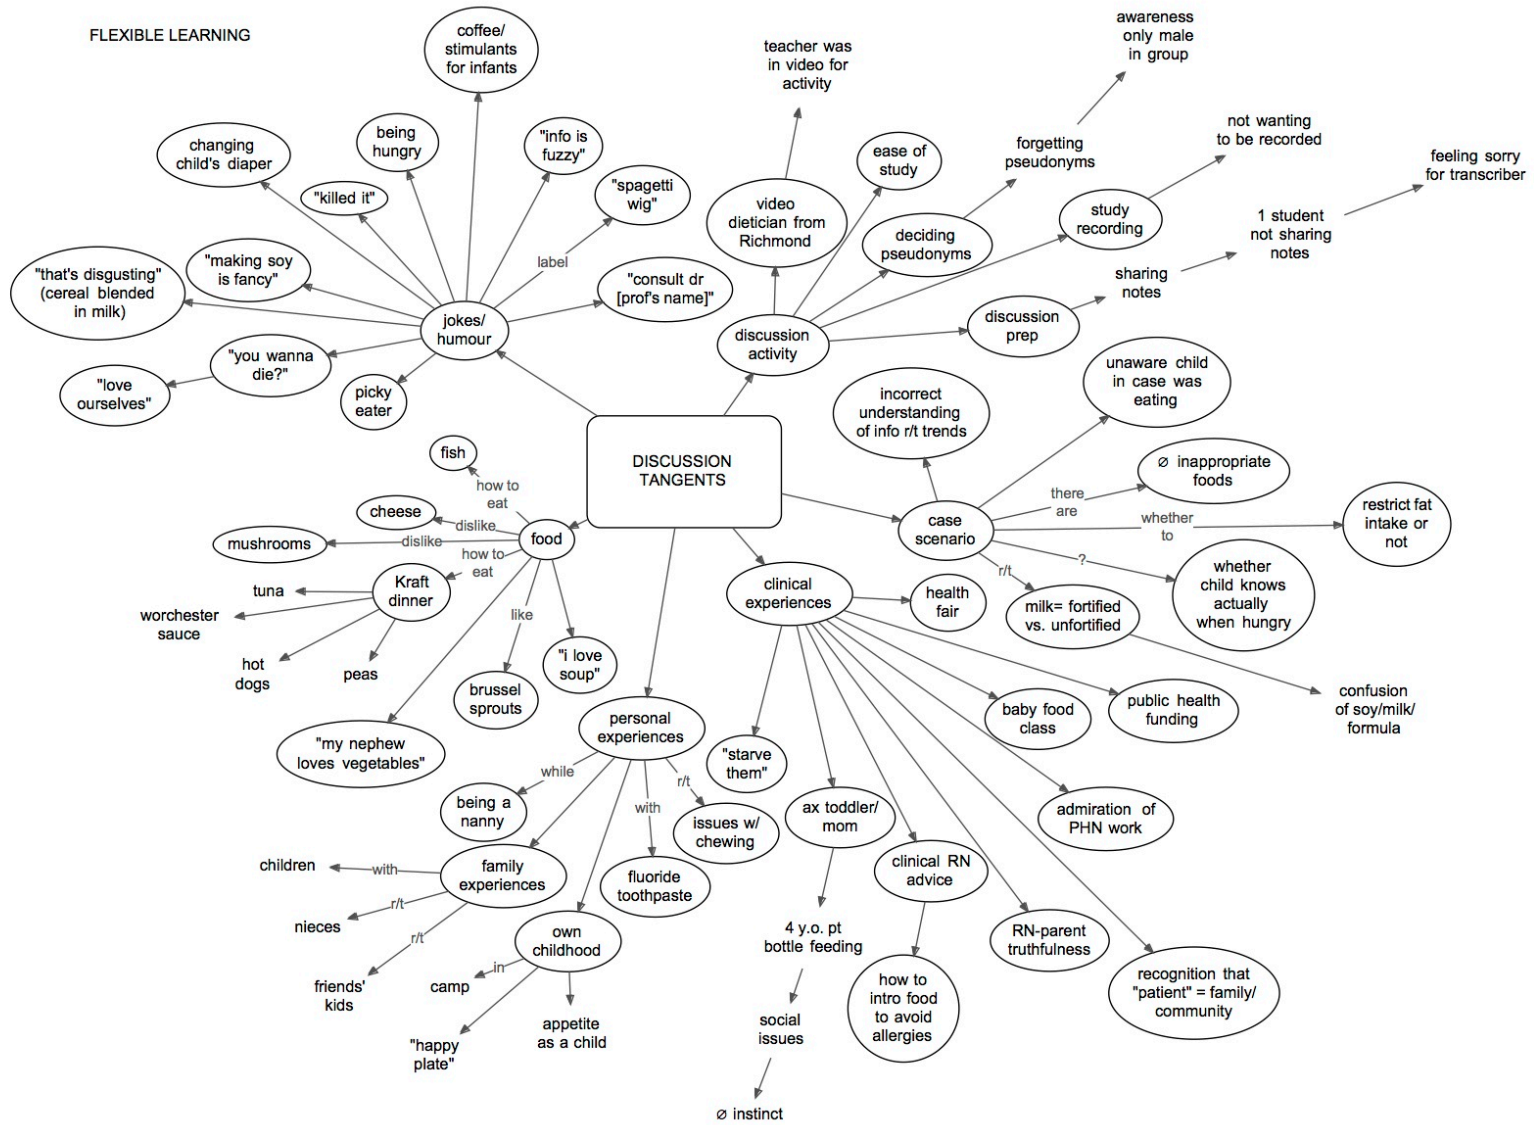 FLEXIBLE LEARNING
coffee/
stimulants
for infants
changing
child's diaper
being
hungry
"info is
fuzzy"
"killed it"
"spagetti
wig"
label
"that's disgusting"
(cereal blended
in milk)
"making soy
is fancy"
"consult dr
[prof's name]"
jokes/
humour
"you wanna
die?"
"love
ourselves"
picky
eater
teacher was
in video for
activity
awareness
only male
in group
ease of
study
forgetting
pseudonyms
not wanting
to be recorded
feeling sorry
for transcriber
video
dietician from
Richmond
deciding
pseudonyms
study
recording
1 student
not sharing
notes
sharing
notes
discussion
prep
discussion
activity
DISCUSSION
TANGENTS
incorrect
understanding
of info r/t trends
unaware child
in case was
eating
∅ inappropriate
foods
there
are
restrict fat
intake or
not
whether
to
case
scenario
?
whether
child knows
actually
when hungry
r/t
milk= fortified
vs. unfortified
confusion
of soy/milk/
formula
fish
how to
eat
cheese
dislike
mushrooms
dislike
food
how to
eat
Kraft
dinner
tuna
worchester
sauce
hot
dogs
peas
like
"i love
soup"
brussel
sprouts
"my nephew
loves vegetables"
personal
experiences
while
being a
nanny
with
r/t
issues w/
chewing
fluoride
toothpaste
family
experiences
children
with
nieces
r/t
r/t
friends'
kids
own
childhood
in
camp
"happy
plate"
appetite
as a child
clinical
experiences
health
fair
baby food
class
public health
funding
"starve
them"
ax toddler/
mom
admiration of
PHN work
clinical RN
advice
4 y.o. pt
bottle feeding
RN-parent
truthfulness
how to
intro food
to avoid
allergies
recognition that
"patient" = family/
community
social
issues
∅ instinct